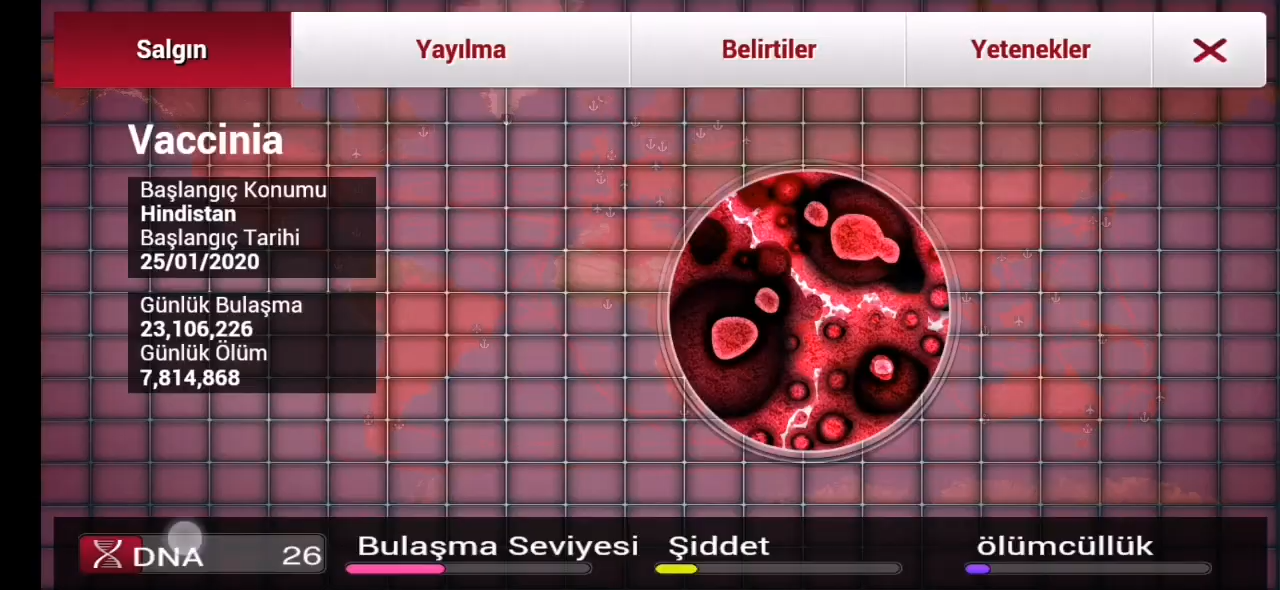 Salgın
Yayılma
Belirtiler
Yetenekler
Vaccinia
Başlangıç Konumu
Hindistan
Başlangıç Tarihi
25/01/2020
Günlük Bulaşma
23,106,226
Günlük Ölüm
7,814,868
DNA 26
Bulaşma Seviyesi
Şiddet
ölümcüllük